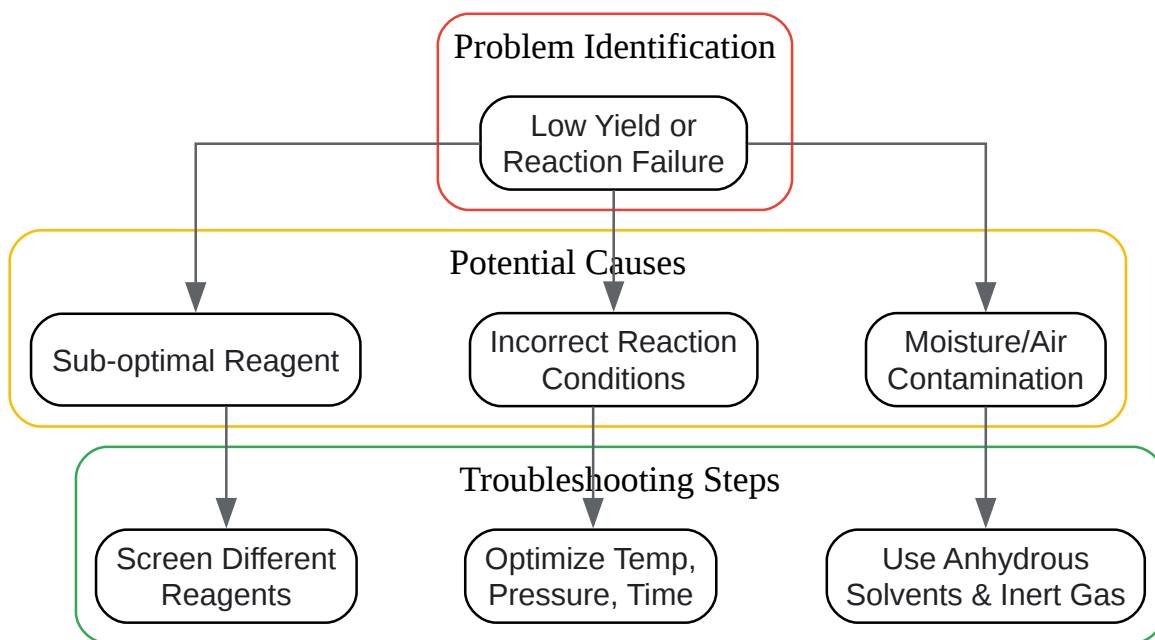 Problem Identification
Low Yield or
Reaction Failure
Potential Causes
Sub-optimal Reagent
Incorrect Reaction
Conditions
Moisture/Air
Contamination
Troubleshooting Steps
Screen Different
Reagents
Optimize Temp,
Pressure, Time
Use Anhydrous
Solvents & Inert Gas